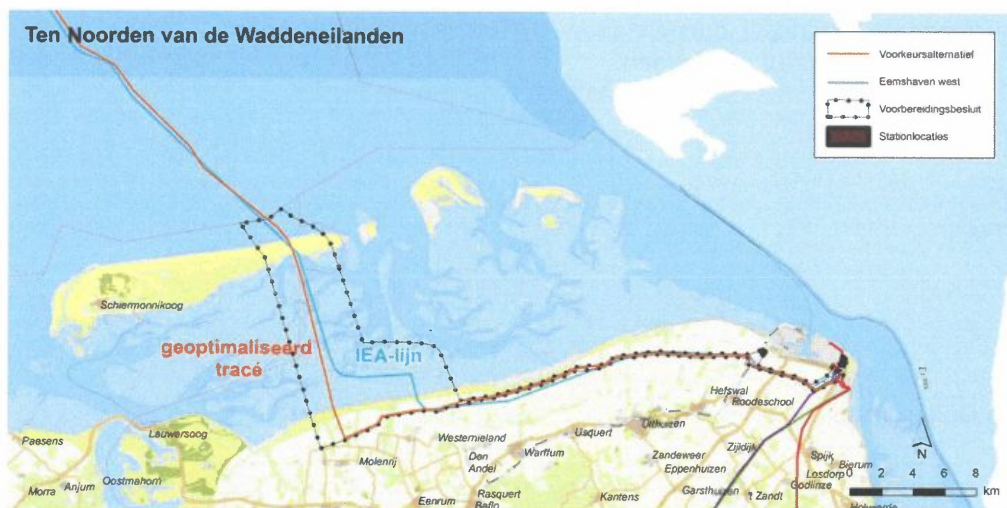 Ten Noorden van de Waddeneilanden
Voorkeursalternatief
Eemshaven west
Voorbereidingsbesluit
Stationlocaties
Schiermonnikoog
geoptimaliseerd
tracé
IEA-lijn
Hefswal
Roodeschool
Paesens
Lauwersoog
Westernieland
Usquert
Uithuizen
Molenrij
Den
Andel
Warffum
Zandeweer
Zijldijk
Eppenhuizen
Spijk
Bierum
Losdorp
Godlinze
Morra
Anjum
Oostmahorn
Eenrum
Rasquert
Baflo
Kantens
Garsthuizen
't Zandt
Holwierde
N
0 2 4 6 8
km